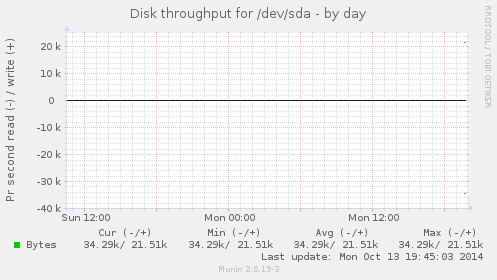 Disk throughput for /dev/sda - by day
RRDTOOL / TOBI OETIKER
Pr second read (-) / write (+)
20 k
10 k
0
-10 k
-20 k
-30 k
-40 k
Sun 12:00 Mon 00:00 Mon 12:00
Cur (-/+) Min (-/+) Avg (-/+) Max (-/+)
Bytes 34.29k/ 21.51k 34.29k/ 21.51k 34.29k/ 21.51k 34.29k/ 21.51k
Last update: Mon Oct 13 19:45:03 2014
Munin 2.0.19-3